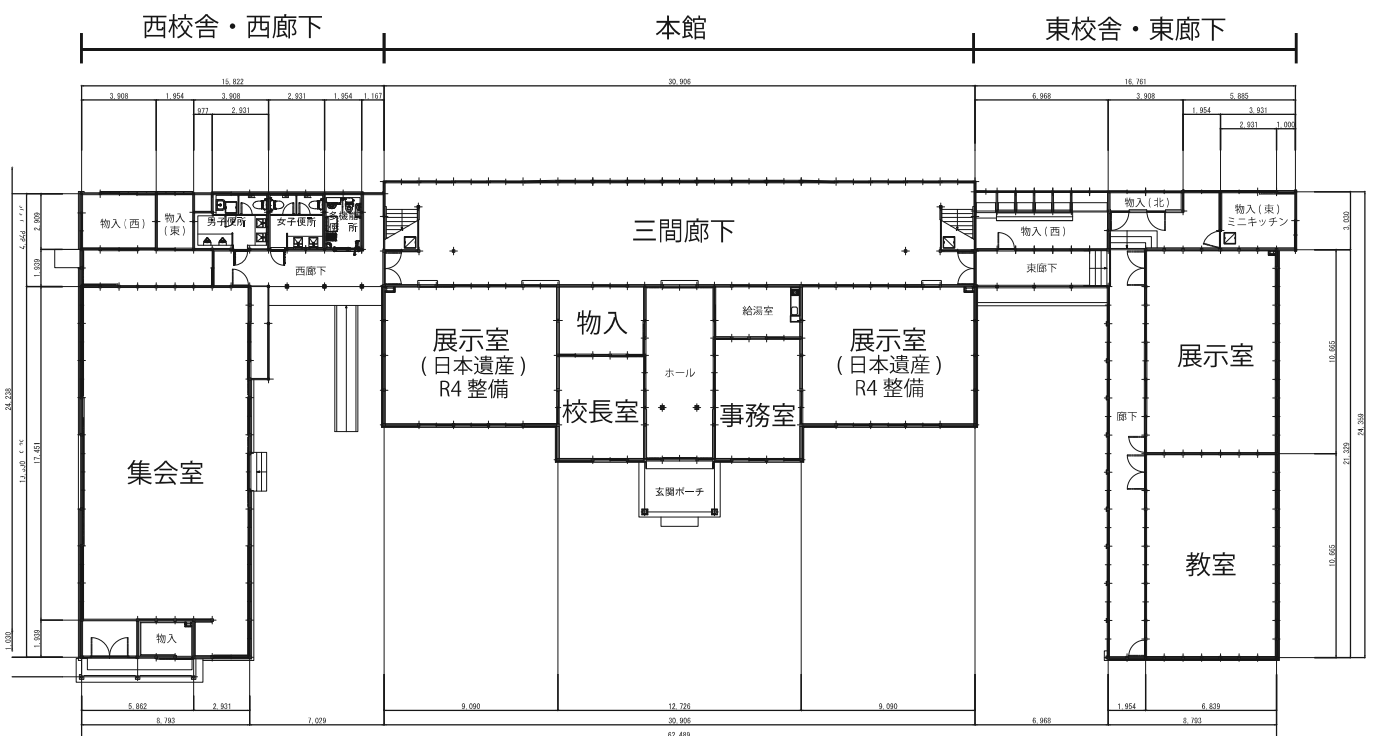 西校舎・西廊下
本館
東校舎・東廊下
15.822
30.906
16.761
3.908
1.954
3.908
2.931
1.954
1.167
6.968
3.908
5.885
977
2.931
1.954
3.931
2.931
1.000
物入(西)
物入
(東)
男子便所
女子便所
多機能
便所
三間廊下
物入(西)
物入(北)
物入(東)
ミニキッチン
2.909
3.030
1.939
西廊下
東廊下
展示室
(日本遺産)
R4 整備
物入
校長室
ホール
給湯室
事務室
展示室
(日本遺産)
R4 整備
展示室
10.665
廊下
24.238
17.451
集会室
玄関ポーチ
21.329
24.359
教室
10.665
物入
1.030
1.939
5.862
2.931
9.090
12.726
9.090
1.954
6.839
8.793
7.029
30.906
6.968
8.793
62.489